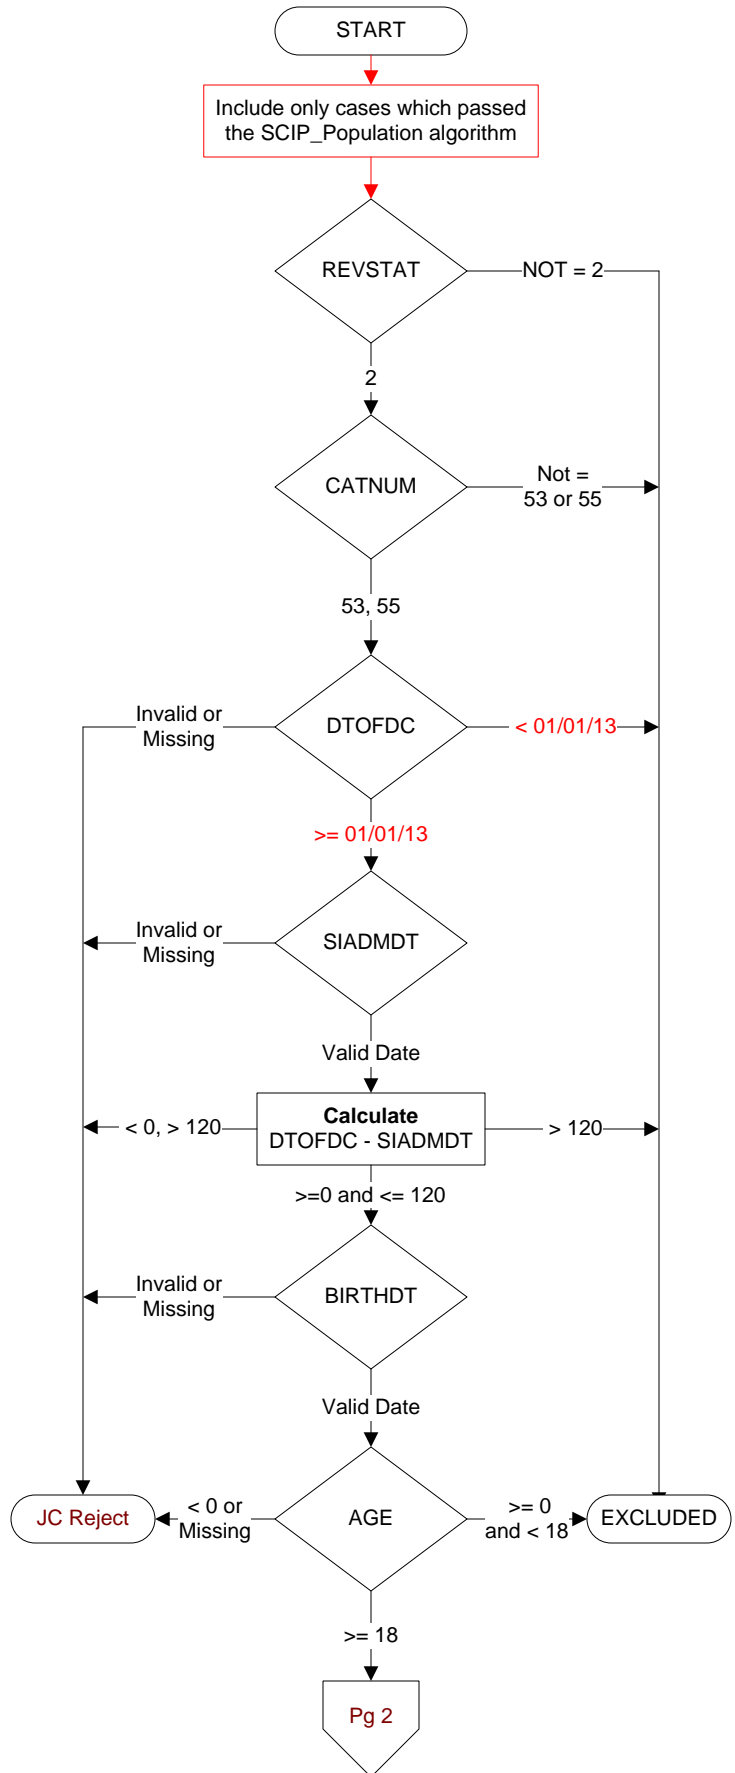 START
Include only cases which passed
the SCIP_Population algorithm
REVSTAT
NOT = 2
2
CATNUM
Not =
53 or 55
53, 55
Invalid or
Missing
DTOFDC
< 01/01/13
>= 01/01/13
Invalid or
Missing
SIADMDT
Valid Date
< 0, > 120
Calculate
DTOFDC - SIADMDT
> 120
>=0 and <= 120
Invalid or
Missing
BIRTHDT
Valid Date
JC Reject
< 0 or
Missing
AGE
>= 0
and < 18
EXCLUDED
>= 18
Pg 2